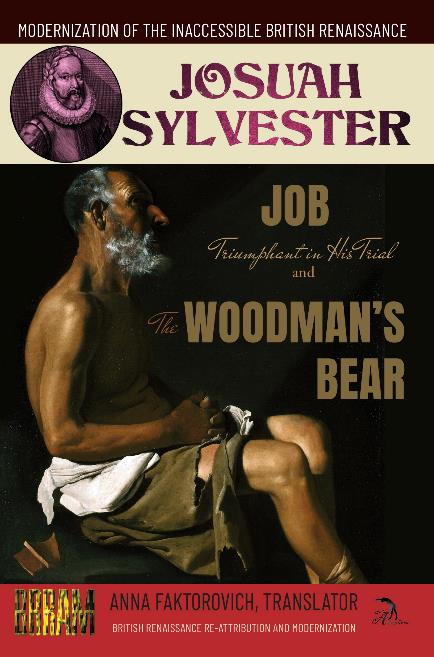 MODERNIZATION OF THE INACCESSIBLE BRITISH RENAISSANCE
JOSUAH
SYLVESTER
JOB
Triumphant in His Trial
and
The WOODMAN'S
BEAR
BRRAM
ANNA FAKTOROVICH, TRANSLATOR
BRITISH RENAISSANCE RE-ATTRIBUTION AND MODERNIZATION